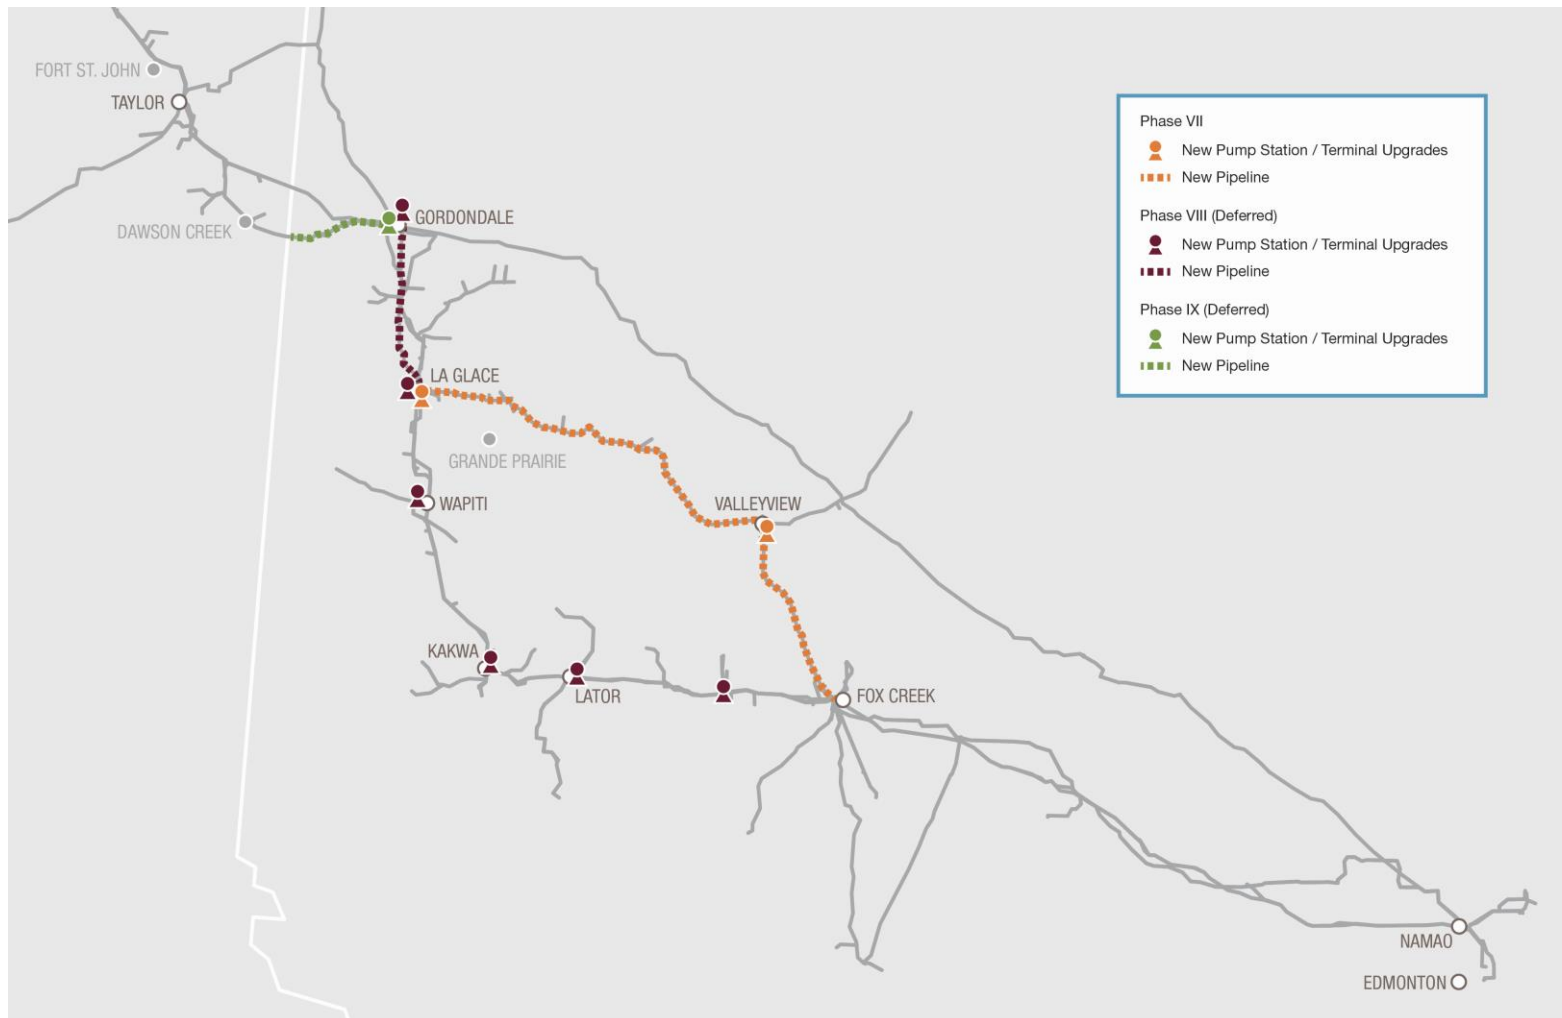 FORT ST. JOHN
TAYLOR
Phase VII
New Pump Station / Terminal Upgrades
New Pipeline
Phase VIII (Deferred)
New Pump Station / Terminal Upgrades
New Pipeline
Phase IX (Deferred)
New Pump Station / Terminal Upgrades
New Pipeline
GORDONDALE
DAWSON CREEK
LA GLACE
GRANDE PRAIRIE
WAPITI
VALLEYVIEW
KAKWA
LATOR
FOX CREEK
NAMAO
EDMONTON